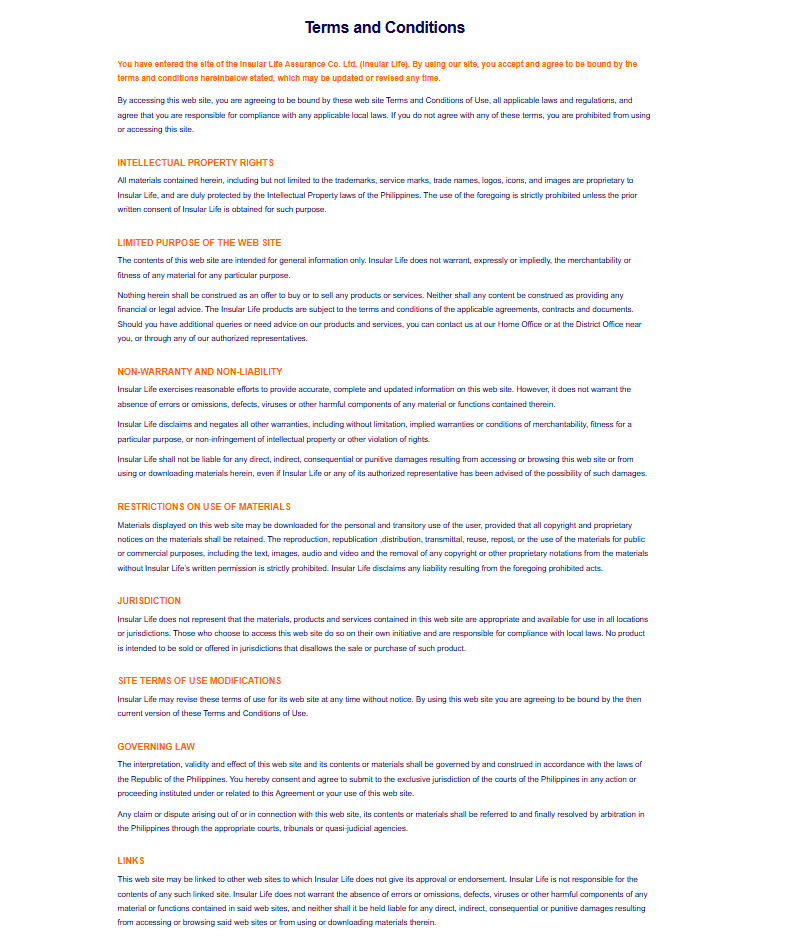 Terms and Conditions
You have entered the site of the Insular Life Assurance Co. Ltd. (Insular Life). By using our site, you accept and agree to be bound by the
terms and conditions hereinbelow stated, which may be updated or revised any time.
By accessing this web site, you are agreeing to be bound by these web site Terms and Conditions of Use, all applicable laws and regulations, and
agree that you are responsible for compliance with any applicable local laws. If you do not agree with any of these terms, you are prohibited from using
or accessing this site.
INTELLECTUAL PROPERTY RIGHTS
All materials contained herein, including but not limited to the trademarks, service marks, trade names, logos, icons, and images are proprietary to
Insular Life, and are duly protected by the Intellectual Property laws of the Philippines. The use of the foregoing is strictly prohibited unless the prior
written consent of Insular Life is obtained for such purpose.
LIMITED PURPOSE OF THE WEB SITE
The contents of this web site are intended for general information only. Insular Life does not warrant, expressly or impliedly, the merchantability or
fitness of any material for any particular purpose.
Nothing herein shall be construed as an offer to buy or to sell any products or services. Neither shall any content be construed as providing any
financial or legal advice. The Insular Life products are subject to the terms and conditions of the applicable agreements, contracts and documents.
Should you have additional queries or need advice on our products and services, you can contact us at our Home Office or at the District Office near
you, or through any of our authorized representatives.
NON-WARRANTY AND NON-LIABILITY
Insular Life exercises reasonable efforts to provide accurate, complete and updated information on this web site. However, it does not warrant the
absence of errors or omissions, defects, viruses or other harmful components of any material or functions contained therein.
Insular Life disclaims and negates all other warranties, including without limitation, implied warranties or conditions of merchantability, fitness for a
particular purpose, or non-infringement of intellectual property or other violation of rights.
Insular Life shall not be liable for any direct, indirect, consequential or punitive damages resulting from accessing or browsing this web site or from
using or downloading materials herein, even if Insular Life or any of its authorized representative has been advised of the possibility of such damages.
RESTRICTIONS ON USE OF MATERIALS
Materials displayed on this web site may be downloaded for the personal and transitory use of the user, provided that all copyright and proprietary
notices on the materials shall be retained. The reproduction, republication ,distribution, transmittal, reuse, repost, or the use of the materials for public
or commercial purposes, including the text, images, audio and video and the removal of any copyright or other proprietary notations from the materials
without Insular Life's written permission is strictly prohibited. Insular Life disclaims any liability resulting from the foregoing prohibited acts.
JURISDICTION
Insular Life does not represent that the materials, products and services contained in this web site are appropriate and available for use in all locations
or jurisdictions. Those who choose to access this web site do so on their own initiative and are responsible for compliance with local laws. No product
is intended to be sold or offered in jurisdictions that disallows the sale or purchase of such product.
SITE TERMS OF USE MODIFICATIONS
Insular Life may revise these terms of use for its web site at any time without notice. By using this web site you are agreeing to be bound by the then
current version of these Terms and Conditions of Use.
GOVERNING LAW
The interpretation, validity and effect of this web site and its contents or materials shall be governed by and construed in accordance with the laws of
the Republic of the Philippines. You hereby consent and agree to submit to the exclusive jurisdiction of the courts of the Philippines in any action or
proceeding instituted under or related to this Agreement or your use of this web site.
Any claim or dispute arising out of or in connection with this web site, its contents or materials shall be referred to and finally resolved by arbitration in
the Philippines through the appropriate courts, tribunals or quasi-judicial agencies.
LINKS
This web site may be linked to other web sites to which Insular Life does not give its approval or endorsement. Insular Life is not responsible for the
contents of any such linked site. Insular Life does not warrant the absence of errors or omissions, defects, viruses or other harmful components of any
material or functions contained in said web sites, and neither shall it be held liable for any direct, indirect, consequential or punitive damages resulting
from accessing or browsing said web sites or from using or downloading materials therein.